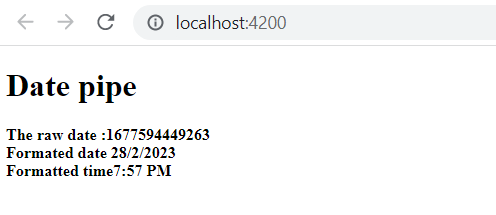 localhost:4200
Date pipe
The raw date :1677594449263
Formated date 28/2/2023
Formatted time7:57 PM